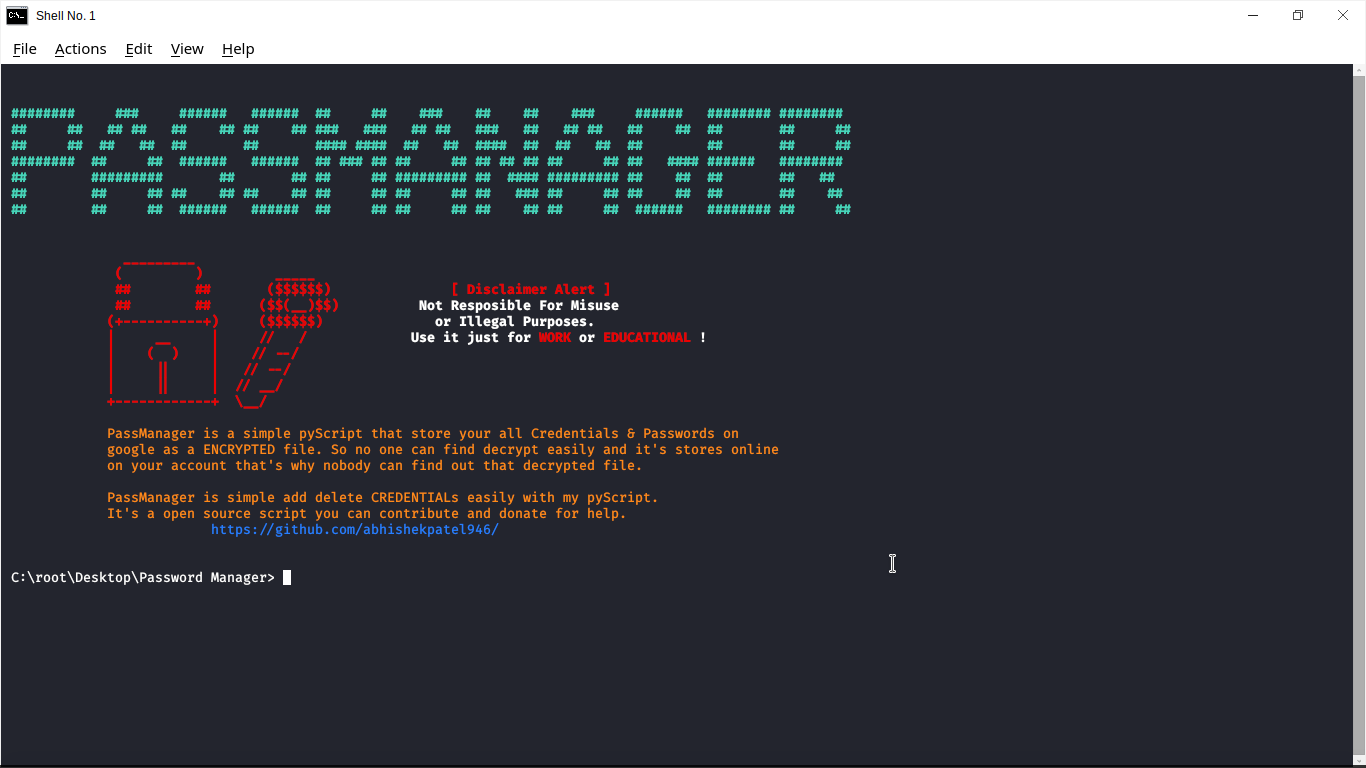 Shell No. 1
File Actions Edit View Help
PASSMANAGER
[ Disclaimer Alert ]
Not Resposible For Misuse
or Illegal Purposes.
Use it just for WORK or EDUCATIONAL !
PassManager is a simple pyScript that store your all Credentials & Passwords on
google as a ENCRYPTED file. So no one can find decrypt easily and it's stores online
on your account that's why nobody can find out that decrypted file.
PassManager is simple add delete CREDENTIALs easily with my pyScript.
It's a open source script you can contribute and donate for help.
https://github.com/abhishekpatel946/
C:\root\Desktop\Password Manager>